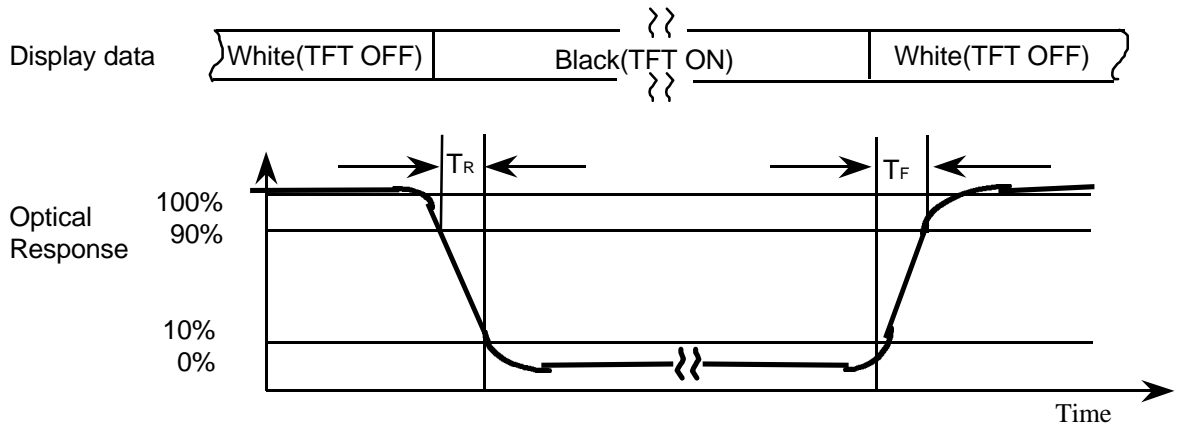 Display data White(TFT OFF) Black(TFT ON) White(TFT OFF)
TR TF
100%
Optical
Response
90%
10%
0%
Time